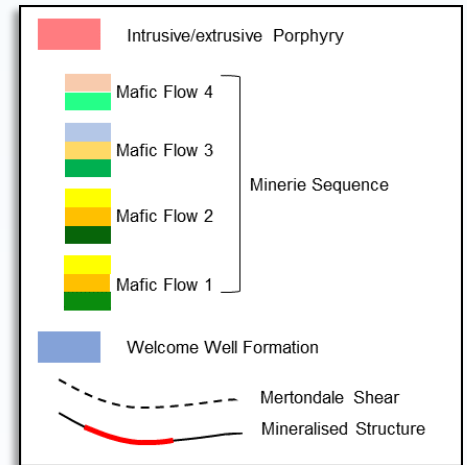 Intrusive/extrusive Porphyry
Mafic Flow 4
Mafic Flow 3
Minerie Sequence
Mafic Flow 2
Mafic Flow 1
Welcome Well Formation
Mertondale Shear
Mineralised Structure